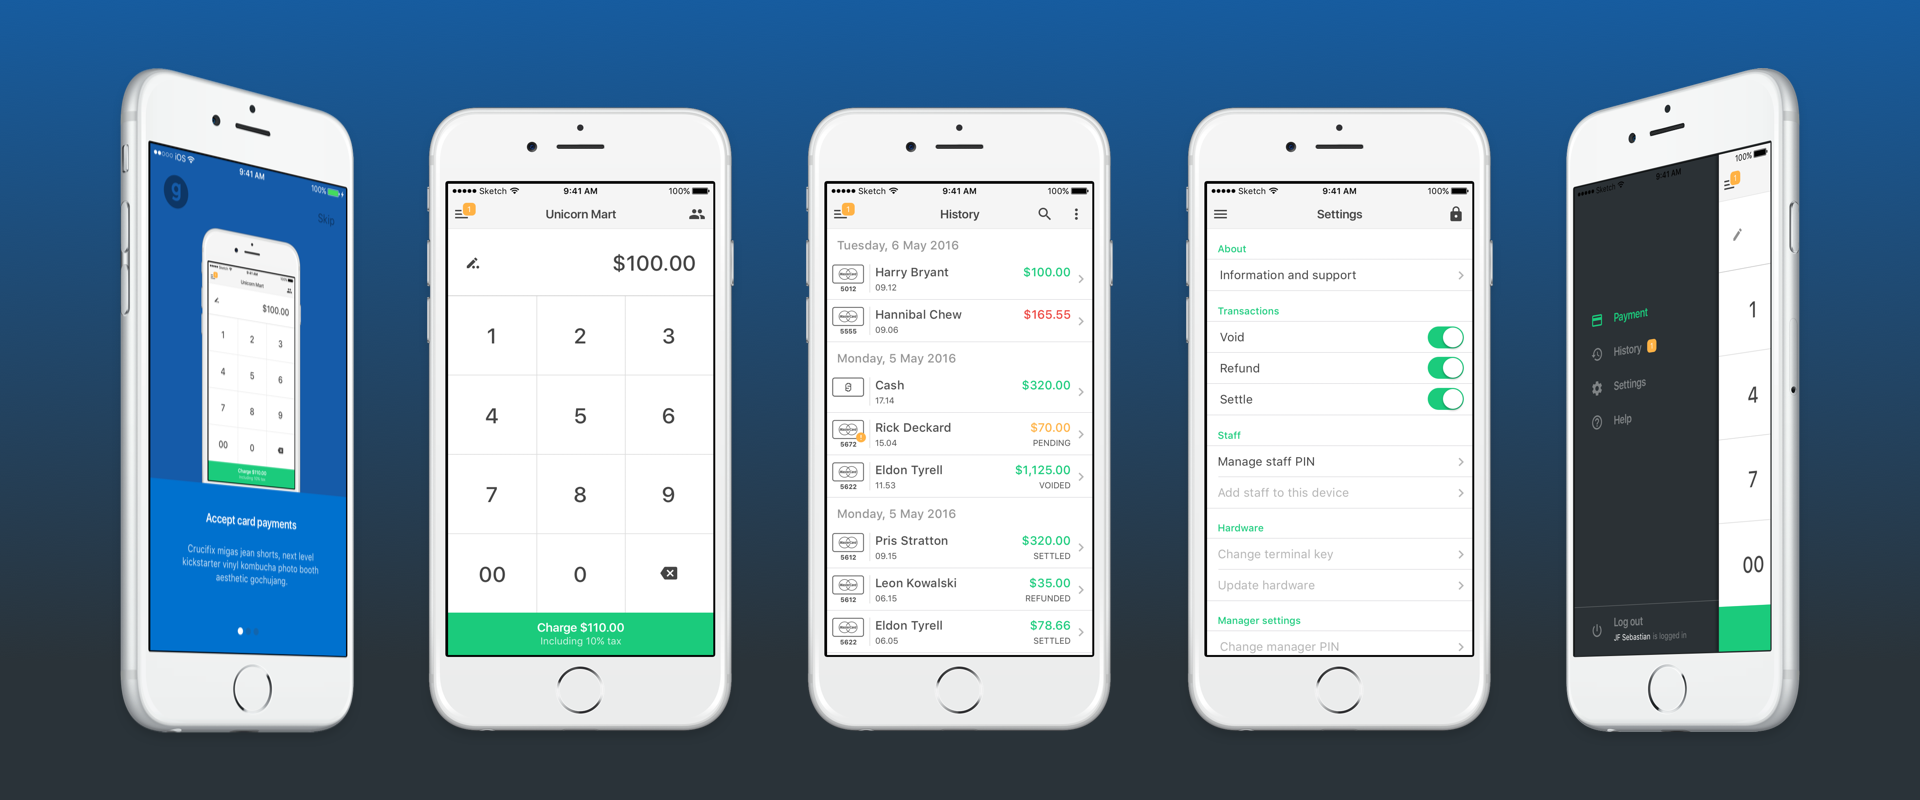 iOS
9:41 AM
100%
g
Skip
Sketch
9:41 AM
100%
1
Unicorn Mart
$100.00
1
2
3
4
5
6
7
8
9
00
0
Charge $110.00
Including 10% tax
Accept card payments
Crucifix migas jean shorts, next level
kickstarter vinyl kombucha photo booth
aesthetic gochujang.
Sketch
9:41 AM
100%
1
Unicorn Mart
$100.00
1
2
3
4
5
6
7
8
9
00
0
Charge $110.00
Including 10% tax
Sketch
9:41 AM
100%
1
History
Tuesday, 6 May 2016
Harry Bryant
$100.00
5012
09.12
Hannibal Chew
$165.55
5555
09.06
Monday, 5 May 2016
Cash
$320.00
17.14
Rick Deckard
$70.00
5672
15.04
PENDING
Eldon Tyrell
$1,125.00
5622
11.53
VOIDED
Monday, 5 May 2016
Pris Stratton
$320.00
5612
09.15
SETTLED
Leon Kowalski
$35.00
5612
06.15
REFUNDED
Eldon Tyrell
$78.66
5622
06.05
SETTLED
Sketch
9:41 AM
100%
Settings
About
Information and support
Transactions
Void
Refund
Settle
Staff
Manage staff PIN
Add staff to this device
Hardware
Change terminal key
Update hardware
Manager settings
Change manager PIN
Sketch
9:41 AM
100%
1
Payment
History
1
Settings
Help
Log out
JF Sebastian is logged in
1
4
7
00